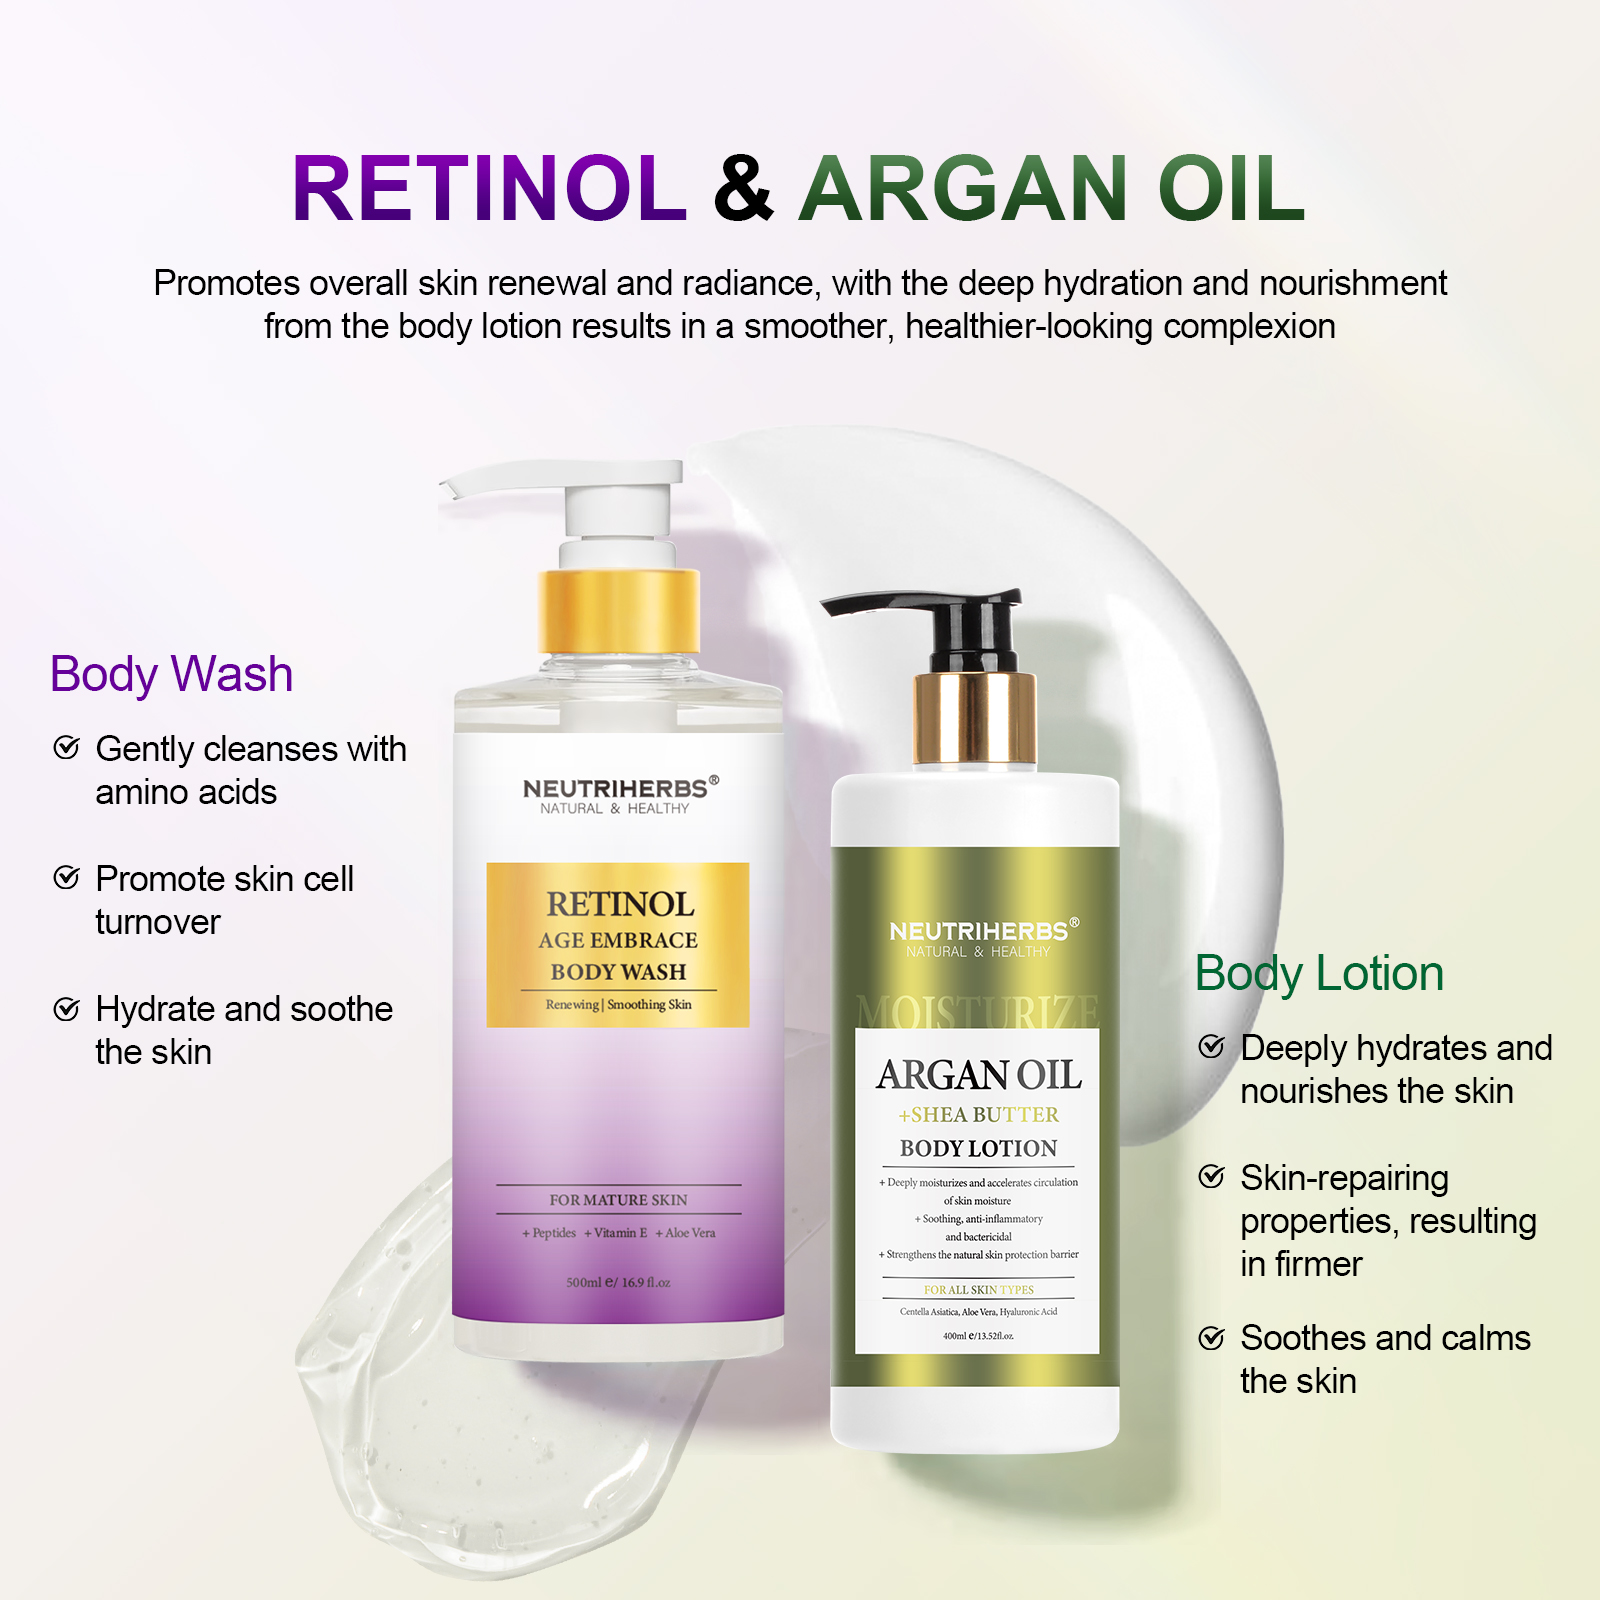 RETINOL & ARGAN OIL
Promotes overall skin renewal and radiance, with the deep hydration and nourishment
from the body lotion results in a smoother, healthier-looking complexion
Body Wash
Gently cleanses with
amino acids
Promote skin cell
turnover
Hydrate and soothe
the skin
NEUTRIHERBS®
NATURAL & HEALTHY
RETINOL
AGE EMBRACE
BODY WASH
Renewing | Smoothing Skin
FOR MATURE SKIN
+ Peptides + Vitamin E + Aloe Vera
500ml e/ 16.9 fl.oz
NEUTRIHERBS®
NATURAL & HEALTHY
MOISTURIZE
ARGAN OIL
+SHEA BUTTER
BODY LOTION
+ Deeply moisturizes and accelerates circulation
of skin moisture
+ Soothing, anti-inflammatory
and bactericidal
+ Strengthens the natural skin protection barrier
FOR ALL SKIN TYPES
Centella Asiatica, Aloe Vera, Hyaluronic Acid
400ml e/13.52fl.oz.
Body Lotion
Deeply hydrates and
nourishes the skin
Skin-repairing
properties, resulting
in firmer
Soothes and calms
the skin